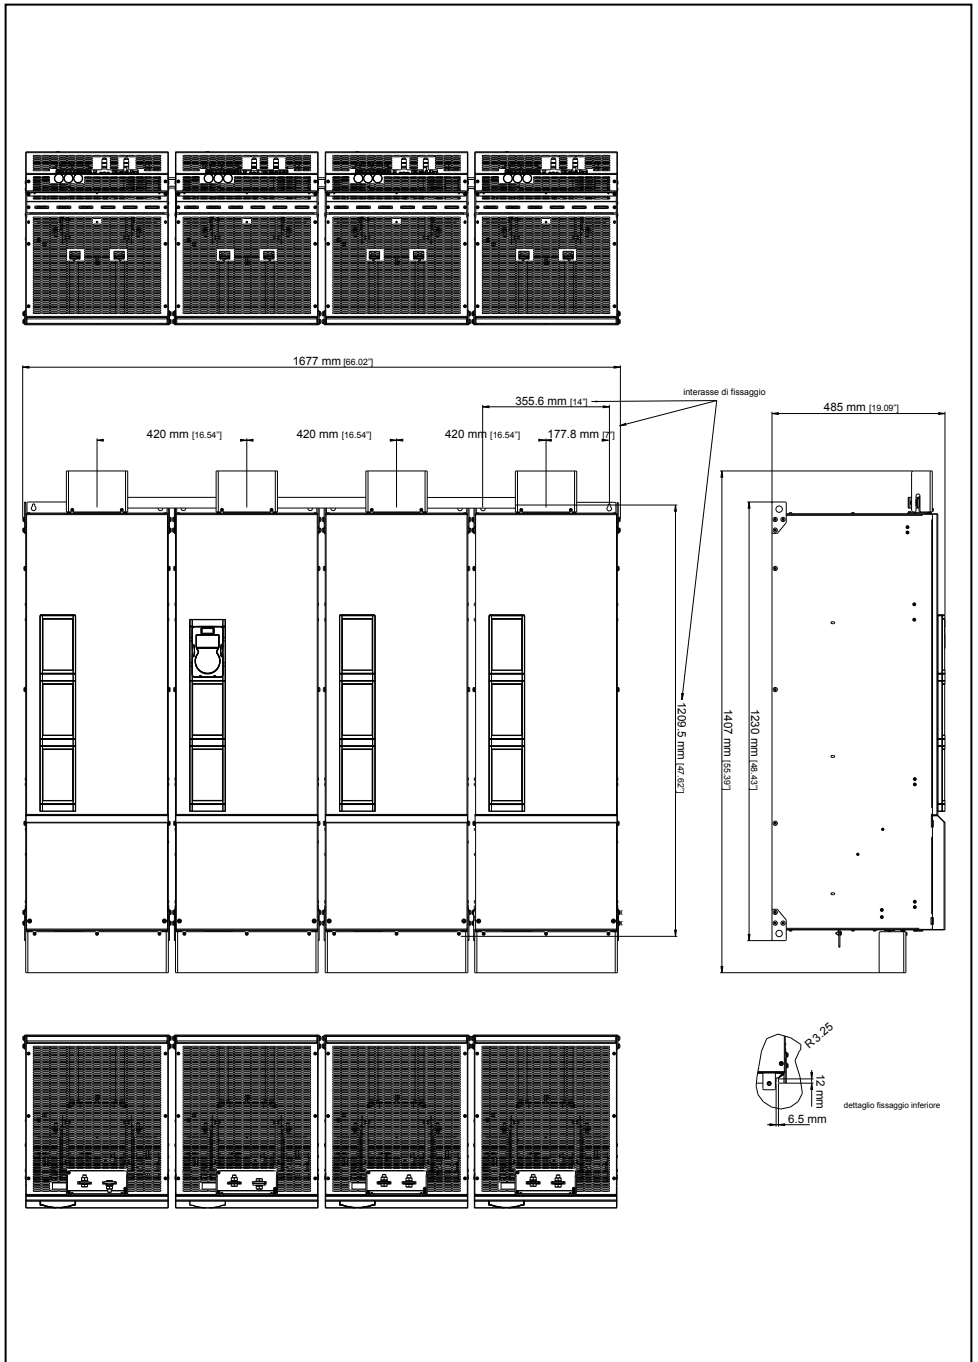 1677 mm [66.02"]
interasse di fissaggio
355.6 mm [14"]
485 mm [19.09"]
420 mm [16.54"]
420 mm [16.54"]
420 mm [16.54"]
177.8 mm [7"]
1209.5 mm [47.62"]
1407 mm [55.39"]
1230 mm [48.43"]
R3.25
12 mm
dettaglio fissaggio inferiore
6.5 mm